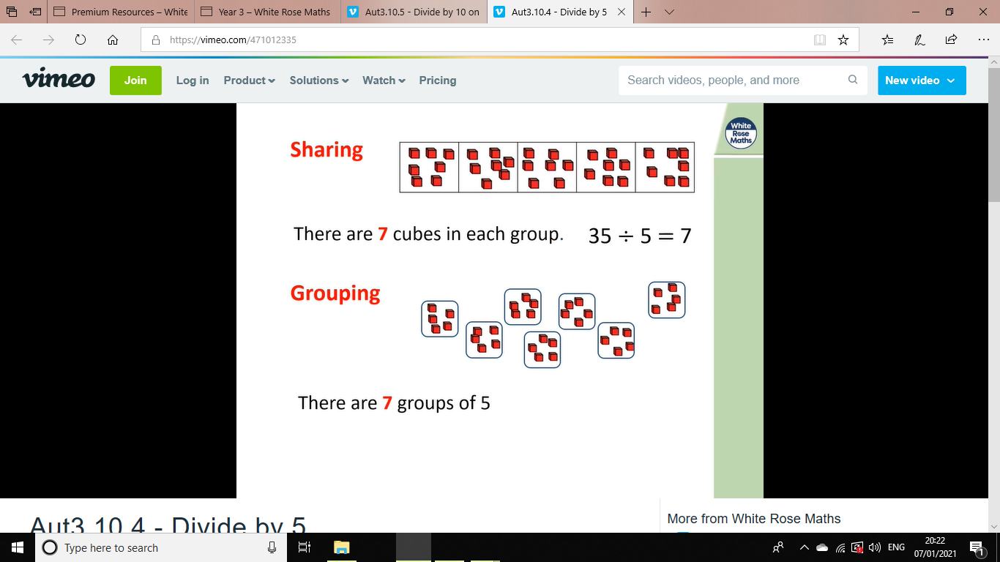 Premium Resources – White
Year 3 – White Rose Maths
Aut3.10.5 - Divide by 10 on
Aut3.10.4 - Divide by 5
https://vimeo.com/471012335
vimeo
Join
Log in
Product
Solutions
Watch
Pricing
Search videos, people, and more
New video
White
Rose
Maths
Sharing
There are 7 cubes in each group. 35 ÷ 5 = 7
Grouping
There are 7 groups of 5
Aut3.10.4 - Divide by 5
More from White Rose Maths
Type here to search
ENG
20:22
07/01/2021
1